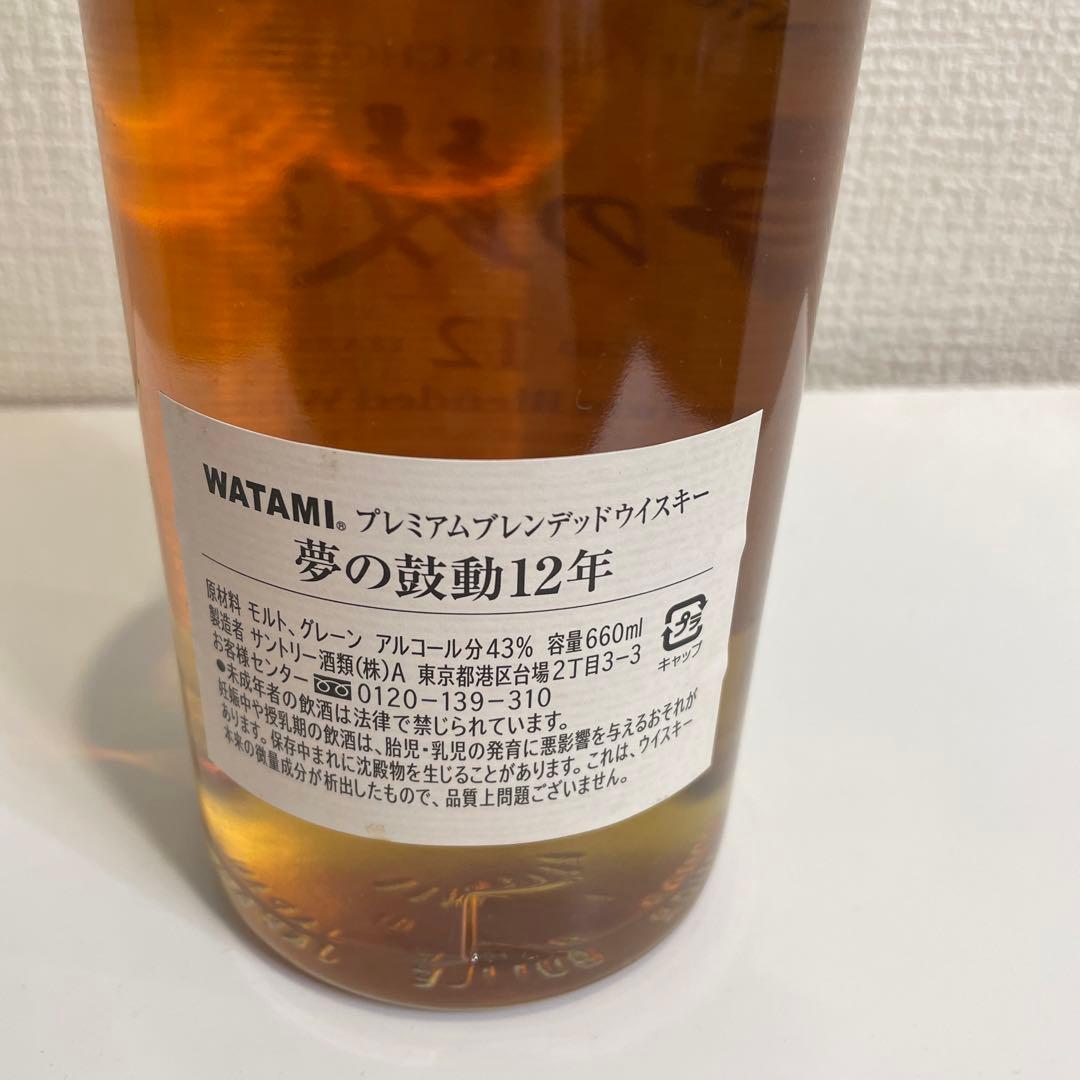 WATAMI® プレミアムブレンデッドウイスキー
夢の鼓動12年
原材料 モルト、グレーン アルコール分43% 容量660ml
製造者 サントリー酒類(株)A 東京都港区台場2丁目3-3
お客様センター 0120-139-310
●未成年者の飲酒は法律で禁じられています。
妊娠中や授乳期の飲酒は、胎児・乳児の発育に悪影響を与えるおそれが
あります。保存中まれに沈殿物を生じることがあります。これは、ウイスキー
本来の微量成分が析出したもので、品質上問題ございません。
プラ
キャップ
12